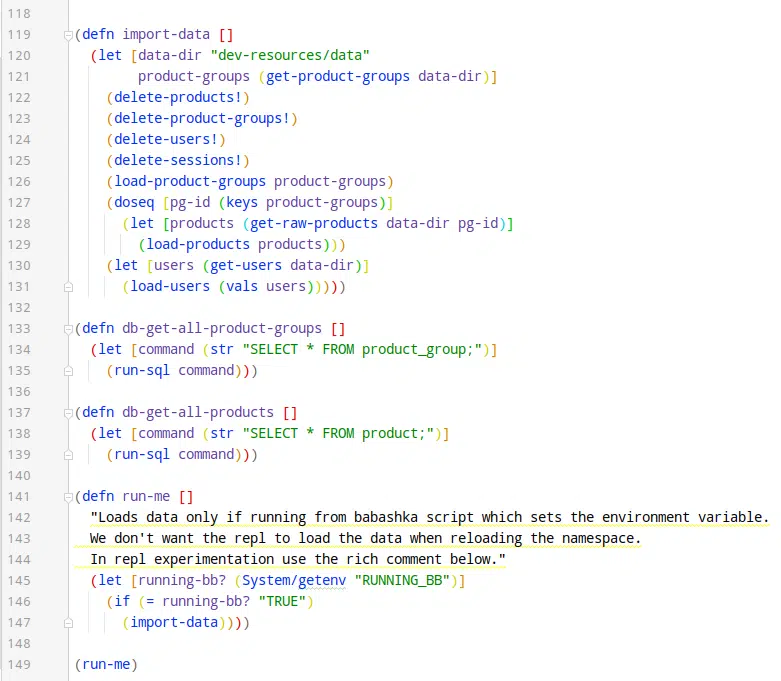 118
119 (defn import-data []
120   (let [data-dir "dev-resources/data"
121         product-groups (get-product-groups data-dir)]
122     (delete-products!)
123     (delete-product-groups!)
124     (delete-users!)
125     (delete-sessions!)
126     (load-product-groups product-groups)
127     (doseq [pg-id (keys product-groups)]
128       (let [products (get-raw-products data-dir pg-id)]
129         (load-products products)))
130     (let [users (get-users data-dir)]
131       (load-users (vals users)))))
132
133 (defn db-get-all-product-groups []
134   (let [command (str "SELECT * FROM product_group;")]
135     (run-sql command)))
136
137 (defn db-get-all-products []
138   (let [command (str "SELECT * FROM product;")]
139     (run-sql command)))
140
141 (defn run-me []
142   "Loads data only if running from babashka script which sets the environment variable.
143   We don't want the repl to load the data when reloading the namespace.
144   In repl experimentation use the rich comment below."
145   (let [running-bb? (System/getenv "RUNNING_BB")]
146     (if (= running-bb? "TRUE")
147       (import-data))))
148
149 (run-me)